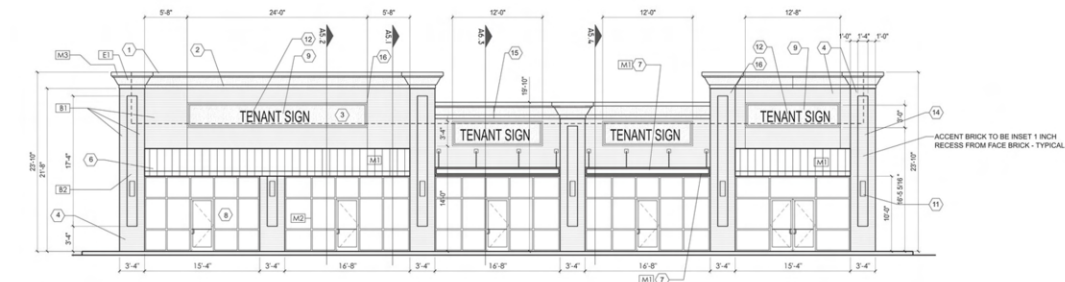 5'-8"
24'-0"
5'-8"
12'-0"
12'-0"
12'-8"
1'-0"
1'-4"
1'-0"
A5.2
A5.1
A5.3
A5.4
M3
E1
1
2
12
9
16
15
M1
7
16
12
9
4
B1
TENANT SIGN
3
19'-10"
3'-4"
TENANT SIGN
TENANT SIGN
TENANT SIGN
3'-0"
14
ACCENT BRICK TO BE INSET 1 INCH
RECESS FROM FACE BRICK - TYPICAL
23'-10"
21'-8"
17'-4"
6
M1
M1
23'-10"
B2
14'-0"
10'-0"
16'-5 5/16"
11
4
8
M2
3'-4"
3'-4"
15'-4"
3'-4"
16'-8"
3'-4"
16'-8"
3'-4"
16'-8"
3'-4"
15'-4"
3'-4"
M1
7